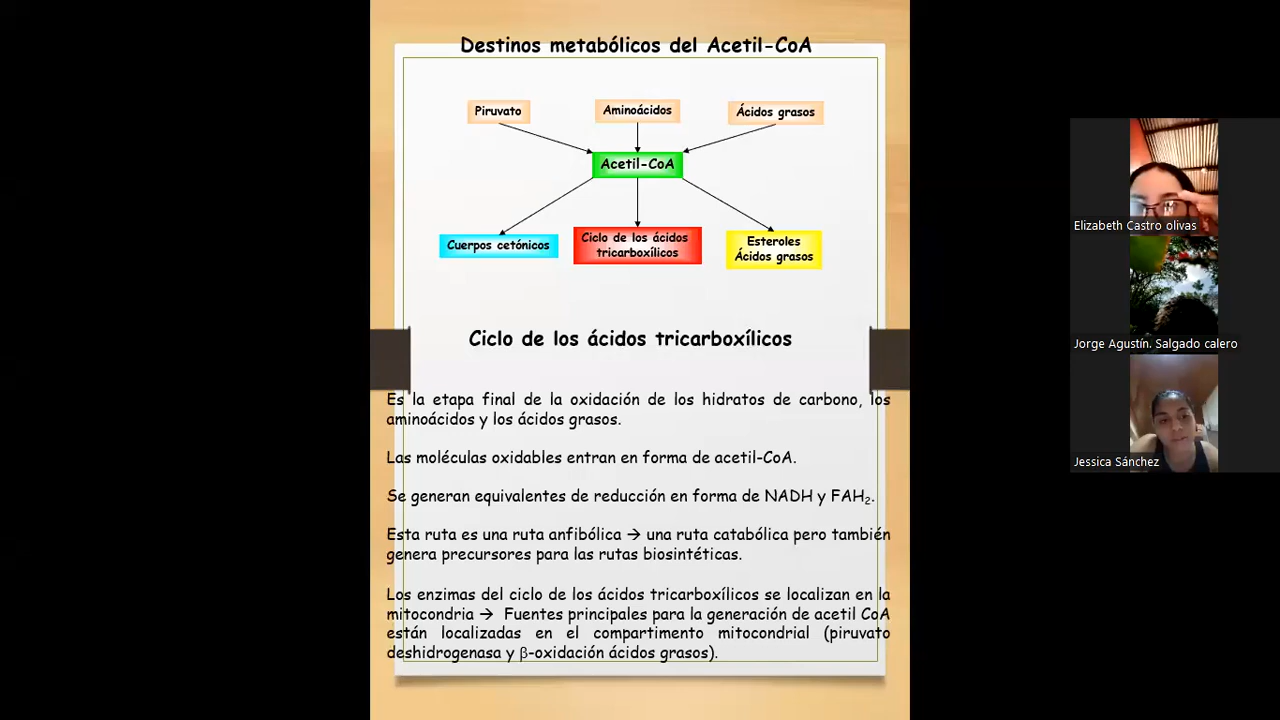 Destinos metabólicos del Acetil-CoA
Piruvato
Aminoácidos
Ácidos grasos
Acetil-CoA
Cuerpos cetónicos
Ciclo de los ácidos
tricarboxílicos
Esteroles
Ácidos grasos
Ciclo de los ácidos tricarboxílicos
Es la etapa final de la oxidación de los hidratos de carbono, los
aminoácidos y los ácidos grasos.
Las moléculas oxidables entran en forma de acetil-CoA.
Se generan equivalentes de reducción en forma de NADH y FAH₂.
Esta ruta es una ruta anfibólica → una ruta catabólica pero también
genera precursores para las rutas biosintéticas.
Los enzimas del ciclo de los ácidos tricarboxílicos se localizan en la
mitocondria → Fuentes principales para la generación de acetil CoA
están localizadas en el compartimento mitocondrial (piruvato
deshidrogenasa y β-oxidación ácidos grasos).
Elizabeth Castro olivas
Jorge Agustín. Salgado calero
Jessica Sánchez